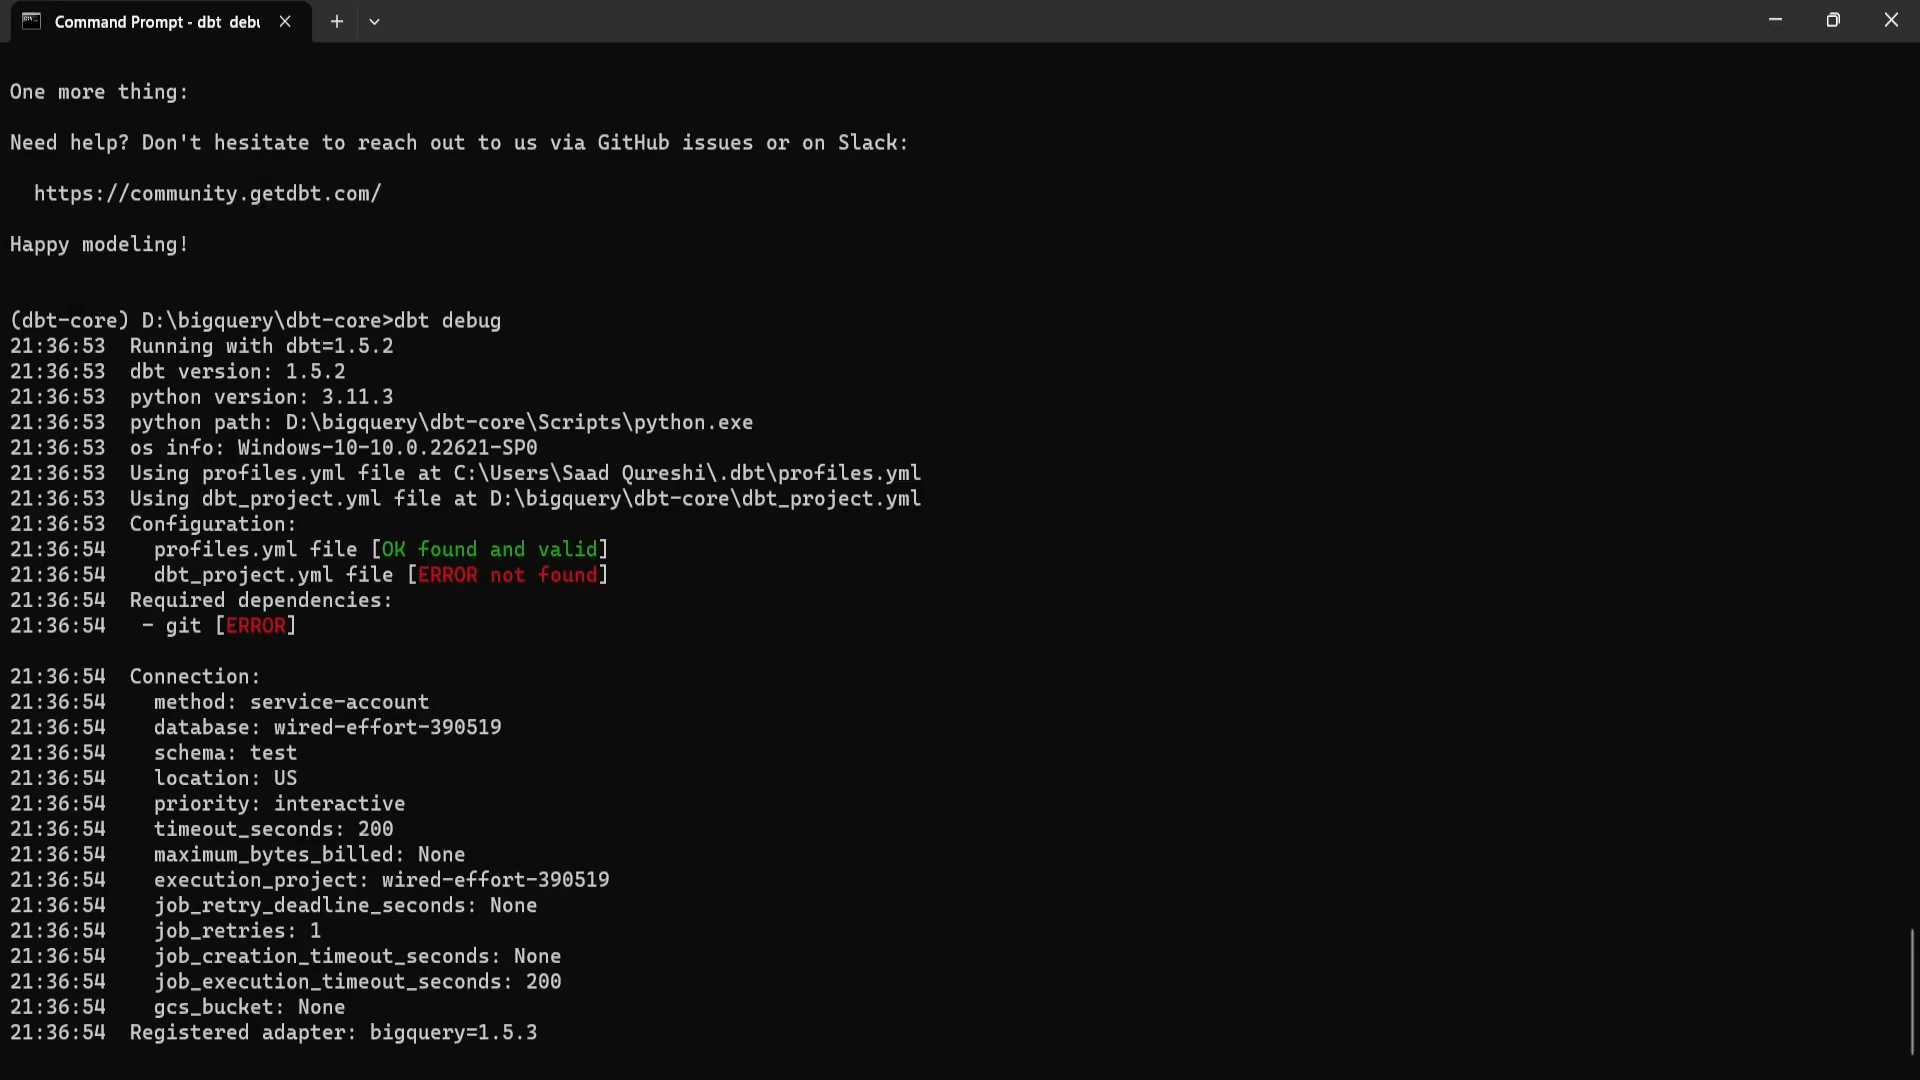 Command Prompt - dbt debu
One more thing:
Need help? Don't hesitate to reach out to us via GitHub issues or on Slack:
https://community.getdbt.com/
Happy modeling!
(dbt-core) D:\bigquery\dbt-core>dbt debug
21:36:53  Running with dbt=1.5.2
21:36:53  dbt version: 1.5.2
21:36:53  python version: 3.11.3
21:36:53  python path: D:\bigquery\dbt-core\Scripts\python.exe
21:36:53  os info: Windows-10-10.0.22621-SP0
21:36:53  Using profiles.yml file at C:\Users\Saad Qureshi\.dbt\profiles.yml
21:36:53  Using dbt_project.yml file at D:\bigquery\dbt-core\dbt_project.yml
21:36:53  Configuration:
21:36:54    profiles.yml file [OK found and valid]
21:36:54    dbt_project.yml file [ERROR not found]
21:36:54  Required dependencies:
21:36:54   - git [ERROR]
21:36:54  Connection:
21:36:54    method: service-account
21:36:54    database: wired-effort-390519
21:36:54    schema: test
21:36:54    location: US
21:36:54    priority: interactive
21:36:54    timeout_seconds: 200
21:36:54    maximum_bytes_billed: None
21:36:54    execution_project: wired-effort-390519
21:36:54    job_retry_deadline_seconds: None
21:36:54    job_retries: 1
21:36:54    job_creation_timeout_seconds: None
21:36:54    job_execution_timeout_seconds: 200
21:36:54    gcs_bucket: None
21:36:54  Registered adapter: bigquery=1.5.3